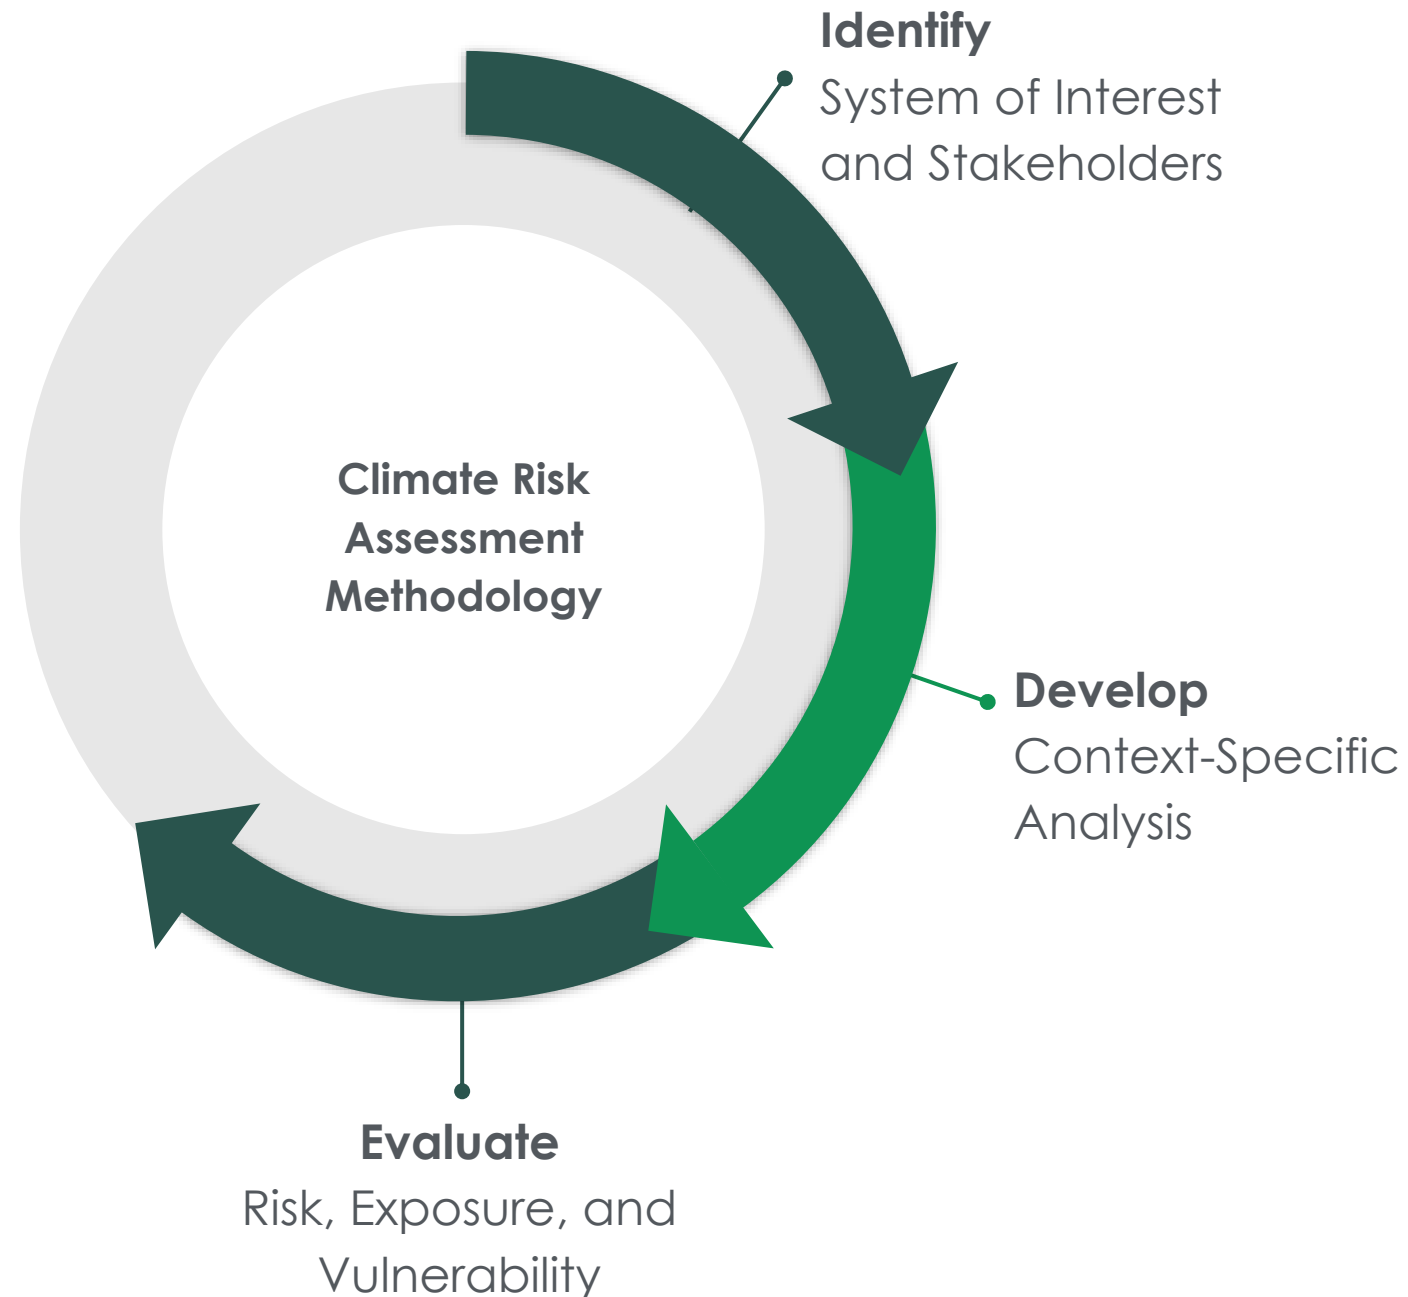 Identify
System of Interest
and Stakeholders
Climate Risk
Assessment
Methodology
Develop
Context-Specific
Analysis
Evaluate
Risk, Exposure, and
Vulnerability